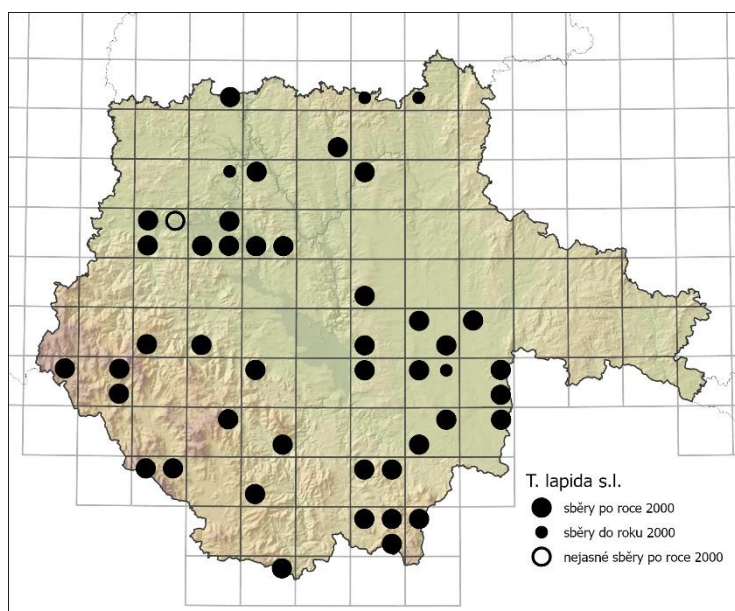 T. lapida s.l.
sběry po roce 2000
sběry do roku 2000
nejasné sběry po roce 2000